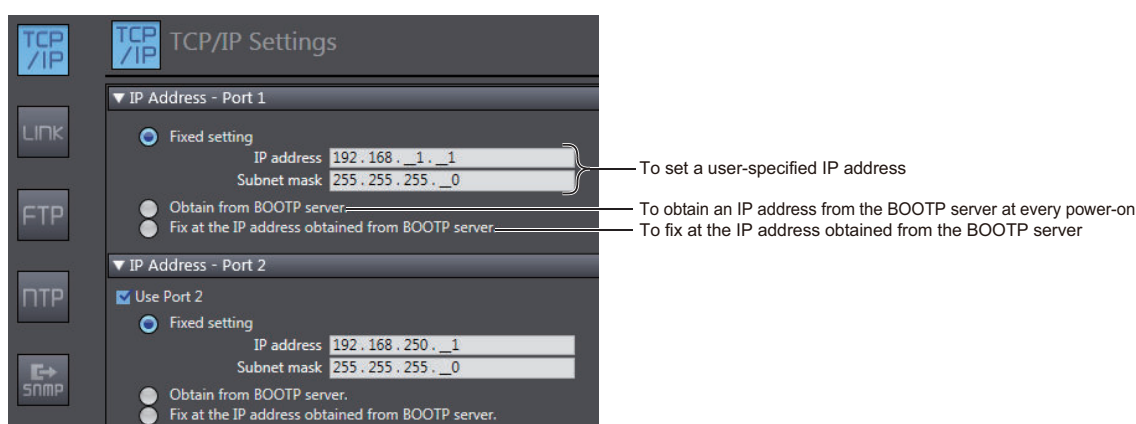 TCP
/IP
TCP
/IP
TCP/IP Settings
▼ IP Address - Port 1
LINK
Fixed setting
IP address 192 . 168 . __1 . __1
To set a user-specified IP address
Subnet mask 255 . 255 . 255 . __0
FTP
Obtain from BOOTP server.
To obtain an IP address from the BOOTP server at every power-on
Fix at the IP address obtained from BOOTP server.
To fix at the IP address obtained from the BOOTP server
▼ IP Address - Port 2
NTP
Use Port 2
Fixed setting
IP address 192 . 168 . 250 . __1
Subnet mask 255 . 255 . 255 . __0
SNMP
Obtain from BOOTP server.
Fix at the IP address obtained from BOOTP server.